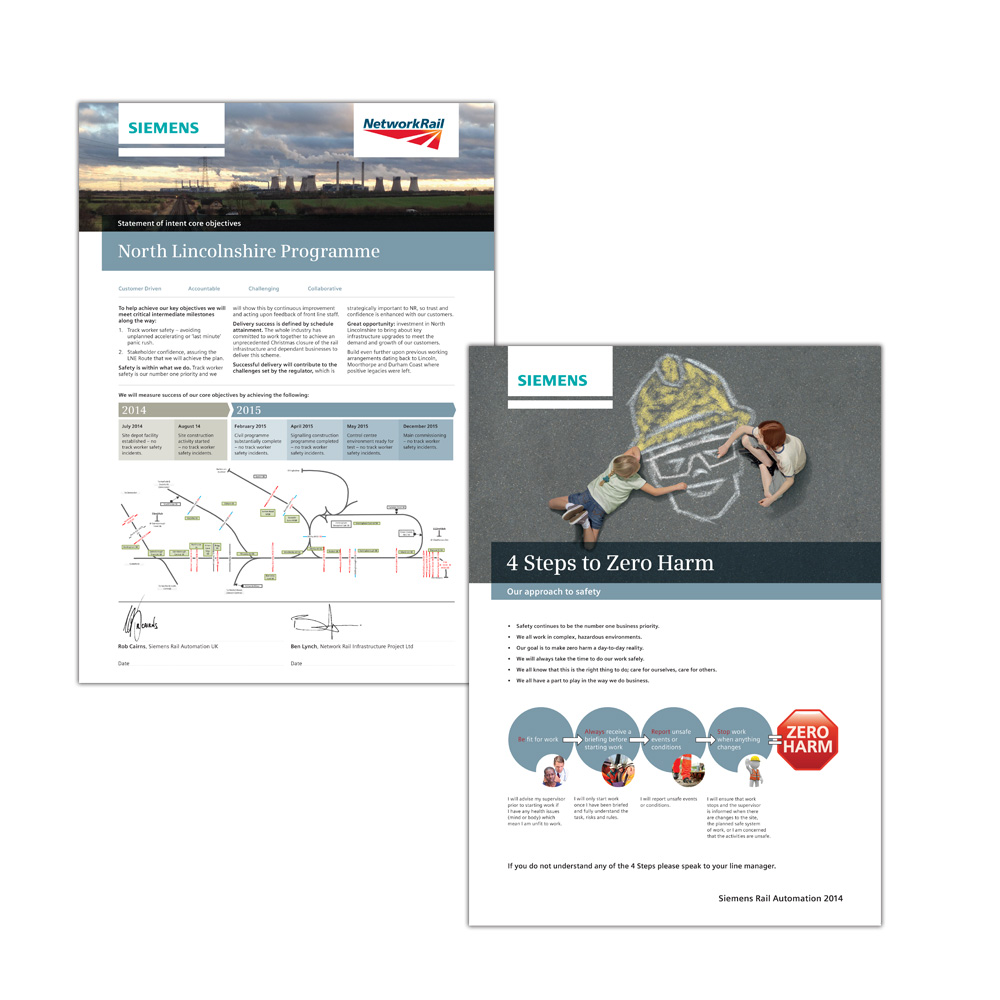 SIEMENS
NetworkRail
Statement of intent core objectives
North Lincolnshire Programme
Customer Driven
Accountable
Challenging
Collaborative
To help achieve our key objectives we will
meet critical intermediate milestones
along the way:
1. Track worker safety – avoiding
unplanned accelerating or 'last minute'
panic rush.
2. Stakeholder confidence, assuring the
LNE Route that we will achieve the plan.
Safety is within what we do. Track worker
safety is our number one priority and we
will show this by continuous improvement
and acting upon feedback of front line staff.
Delivery success is defined by schedule
attainment. The whole industry has
committed to work together to achieve an
unprecedented Christmas closure of the rail
infrastructure and dependant businesses to
deliver this scheme.
Successful delivery will contribute to the
challenges set by the regulator, which is
strategically important to NR, so trust and
confidence is enhanced with our customers.
Great opportunity: investment in North
Lincolnshire to bring about key
infrastructure upgrades to meet the
demand and growth of our customers.
Build even further upon previous working
arrangements dating back to Lincoln,
Moorthorpe and Durham Coast where
positive legacies were left.
We will measure success of our core objectives by achieving the following:
2014
2015
July 2014
Site depot facility
established – no
track worker safety
incidents.
August 14
Site construction
activity started
– no track worker
safety incidents.
February 2015
Civil programme
substantially complete
– no track worker
safety incidents.
April 2015
Signalling construction
programme completed
– no track worker
safety incidents.
May 2015
Control centre
environment ready for
test – no track worker
safety incidents.
December 2015
Main commissioning
– no track worker
safety incidents.
Rob Cairns, Siemens Rail Automation UK
Ben Lynch, Network Rail Infrastructure Project Ltd
Date
Date
SIEMENS
4 Steps to Zero Harm
Our approach to safety
• Safety continues to be the number one business priority.
• We all work in complex, hazardous environments.
• Our goal is to make zero harm a day-to-day reality.
• We will always take the time to do our work safely.
• We all know that this is the right thing to do; care for ourselves, care for others.
• We all have a part to play in the way we do business.
Be fit for work
Always receive a
briefing before
starting work
Report unsafe
events or
conditions
Stop work
when anything
changes
=
ZERO
HARM
I will advise my supervisor
prior to starting work if
I have any health issues
(mind or body) which
mean I am unfit to work.
I will only start work
once I have been briefed
and fully understand the
task, risks and rules.
I will report unsafe events
or conditions.
I will ensure that work
stops and the supervisor
is informed when there
are changes to the site,
the planned safe system
of work, or I am concerned
that the activities are unsafe.
If you do not understand any of the 4 Steps please speak to your line manager.
Siemens Rail Automation 2014